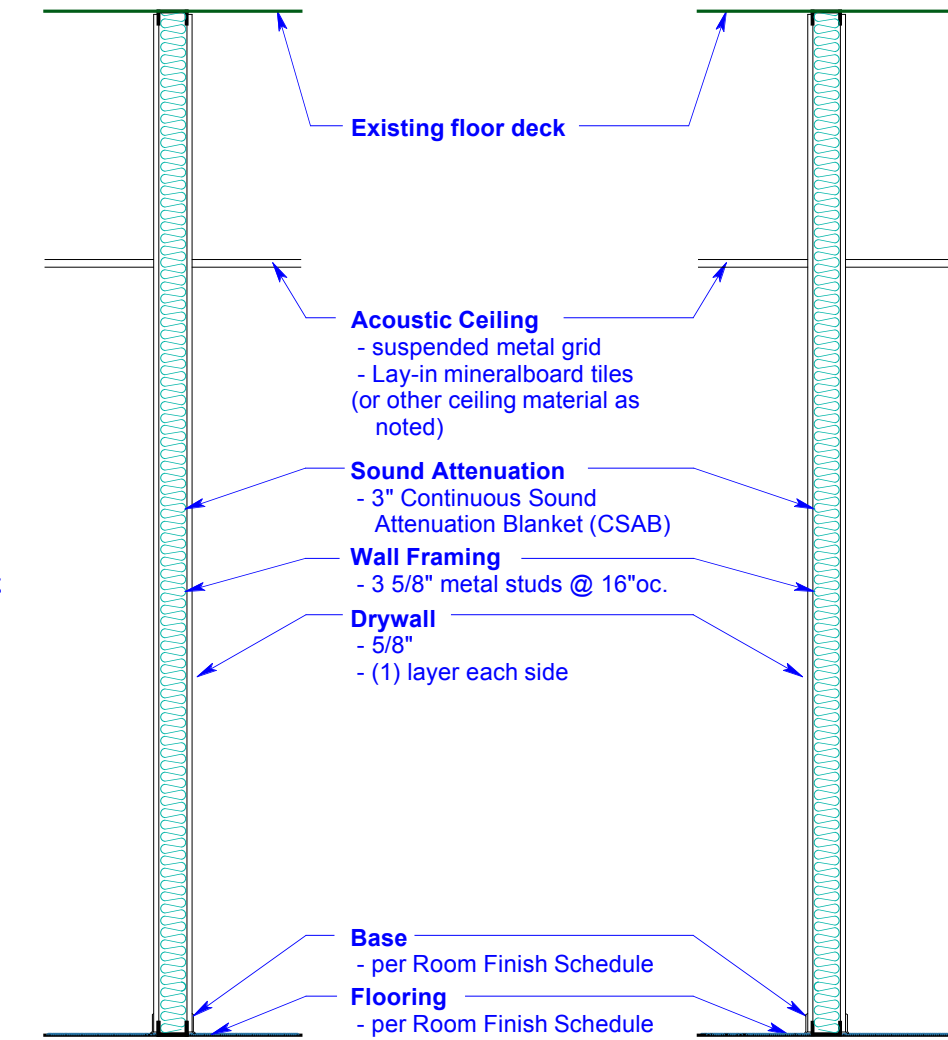 Existing floor deck
Acoustic Ceiling
- suspended metal grid
- Lay-in mineralboard tiles
(or other ceiling material as
noted)
Sound Attenuation
- 3" Continuous Sound
Attenuation Blanket (CSAB)
Wall Framing
- 3 5/8" metal studs @ 16"oc.
Drywall
- 5/8"
- (1) layer each side
Base
- per Room Finish Schedule
Flooring
- per Room Finish Schedule